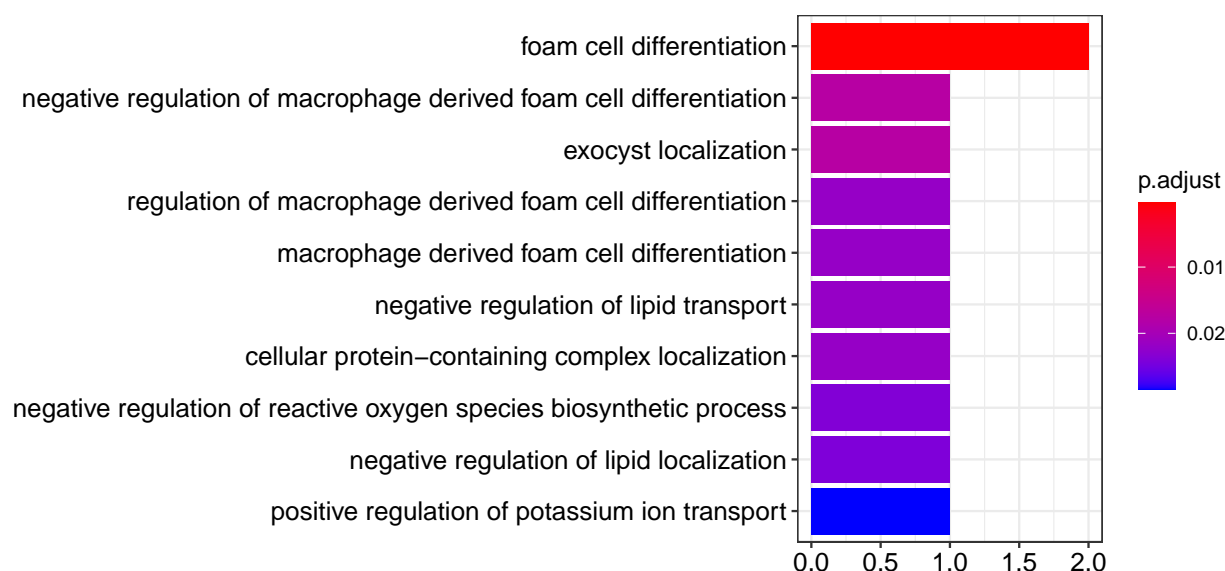 foam cell differentiation
negative regulation of macrophage derived foam cell differentiation
exocyst localization
regulation of macrophage derived foam cell differentiation
macrophage derived foam cell differentiation
negative regulation of lipid transport
cellular protein−containing complex localization
negative regulation of reactive oxygen species biosynthetic process
negative regulation of lipid localization
positive regulation of potassium ion transport
0.0 0.5 1.0 1.5 2.0
p.adjust
0.01
0.02